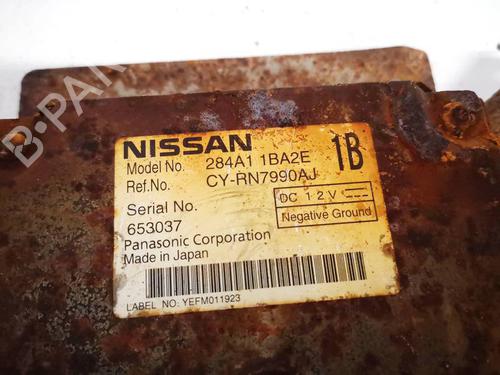 NISSAN
1B
Model No. 284A1 1BA2E
Ref.No. CY-RN7990AJ
DC 12V
Serial No.
Negative Ground
653037
Panasonic Corporation
Made in Japan
LABEL NO: YEFM011923
B-PARTS